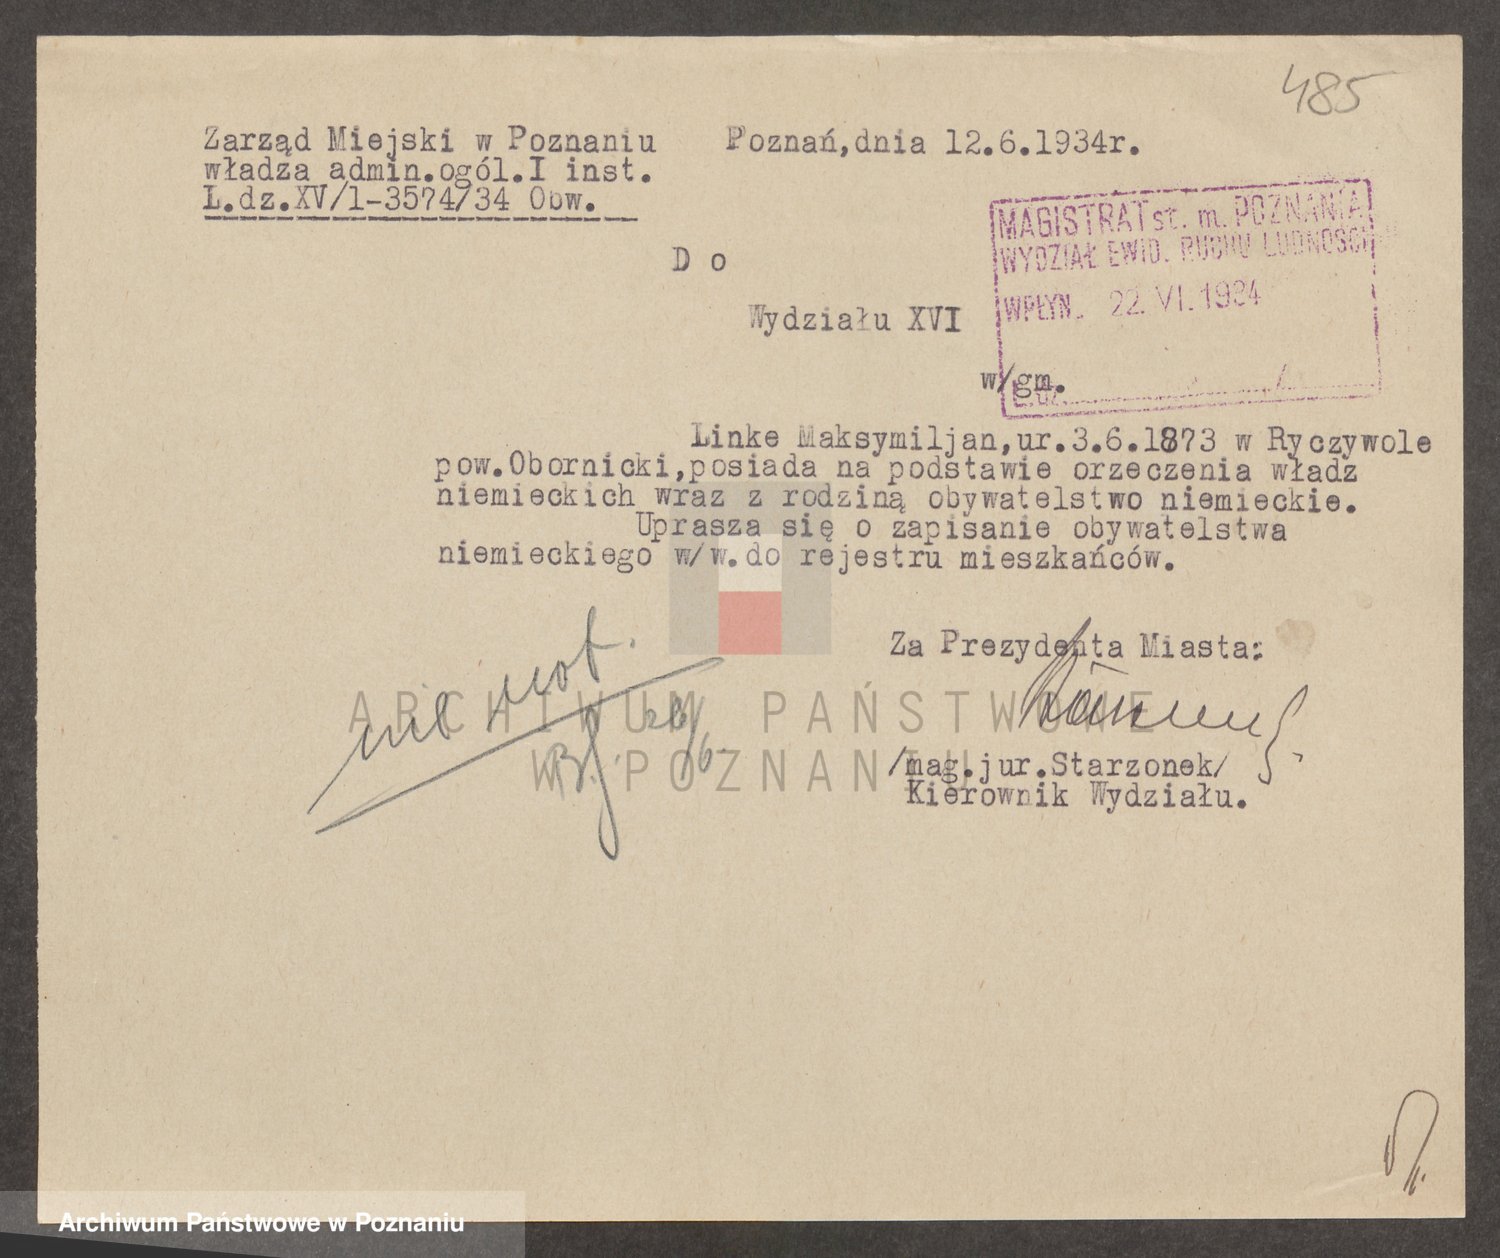 485
Zarząd Miejski w Poznaniu
władza admin.ogól.I inst.
L.dz.XV/1-3574/34 Obw.
Poznań,dnia 12.6.1934r.
MAGISTRAT st. m. POZNANIA
WYDZIAŁ EWID. RUCHU LUDNOŚCI
WPŁYN. 22. VI. 1934
L. dz.
D o
Wydziału XVI
w/gm.
Linke Maksymiljan,ur.3.6.1873 w Ryczywole
pow.Obornicki,posiada na podstawie orzeczenia władz
niemieckich wraz z rodziną obywatelstwo niemieckie.
Uprasza się o zapisanie obywatelstwa
niemieckiego w/w.do rejestru mieszkańców.
Za Prezydenta Miasta:
/mag.jur.Starzonek/
Kierownik Wydziału.
ARCHIWUM PAŃSTWOWE
W POZNANIU
Archiwum Państwowe w Poznaniu